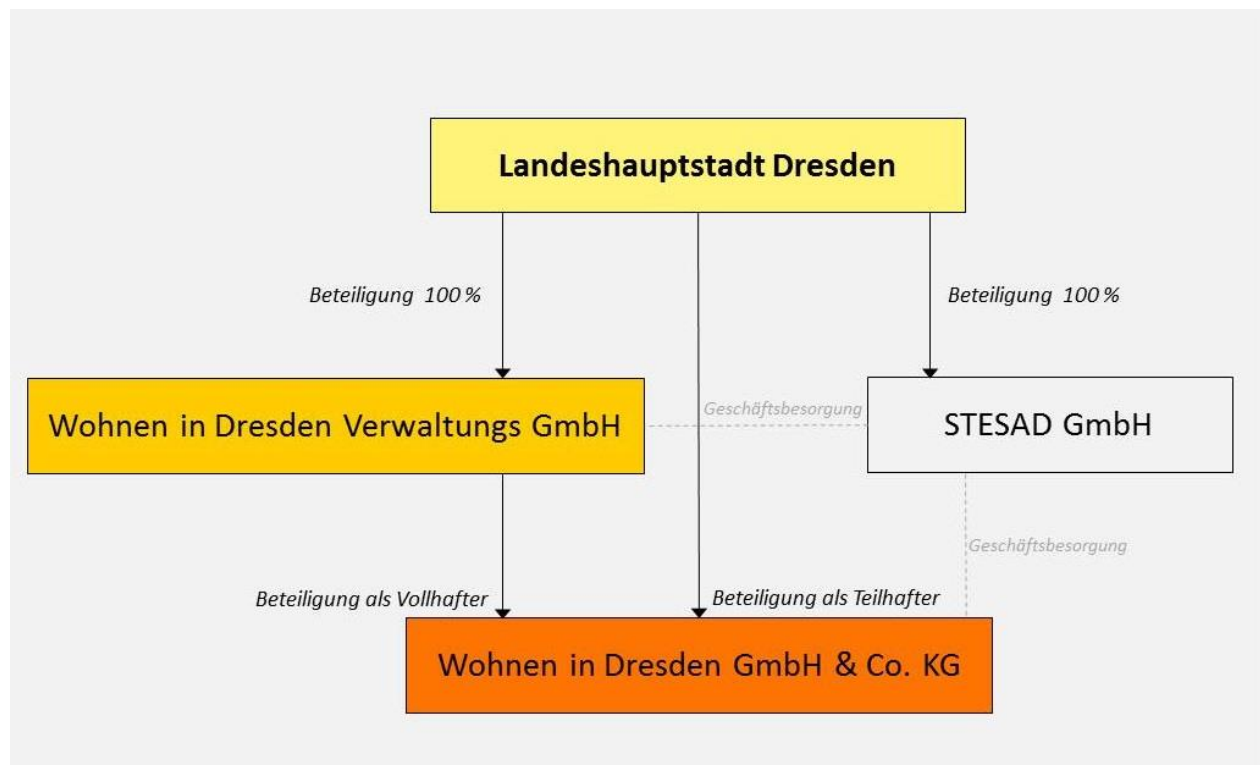 Landeshauptstadt Dresden
Beteiligung 100 %
Beteiligung 100 %
Wohnen in Dresden Verwaltungs GmbH
Geschäftsbesorgung
STESAD GmbH
Geschäftsbesorgung
Beteiligung als Vollhafter
Beteiligung als Teilhafter
Wohnen in Dresden GmbH & Co. KG